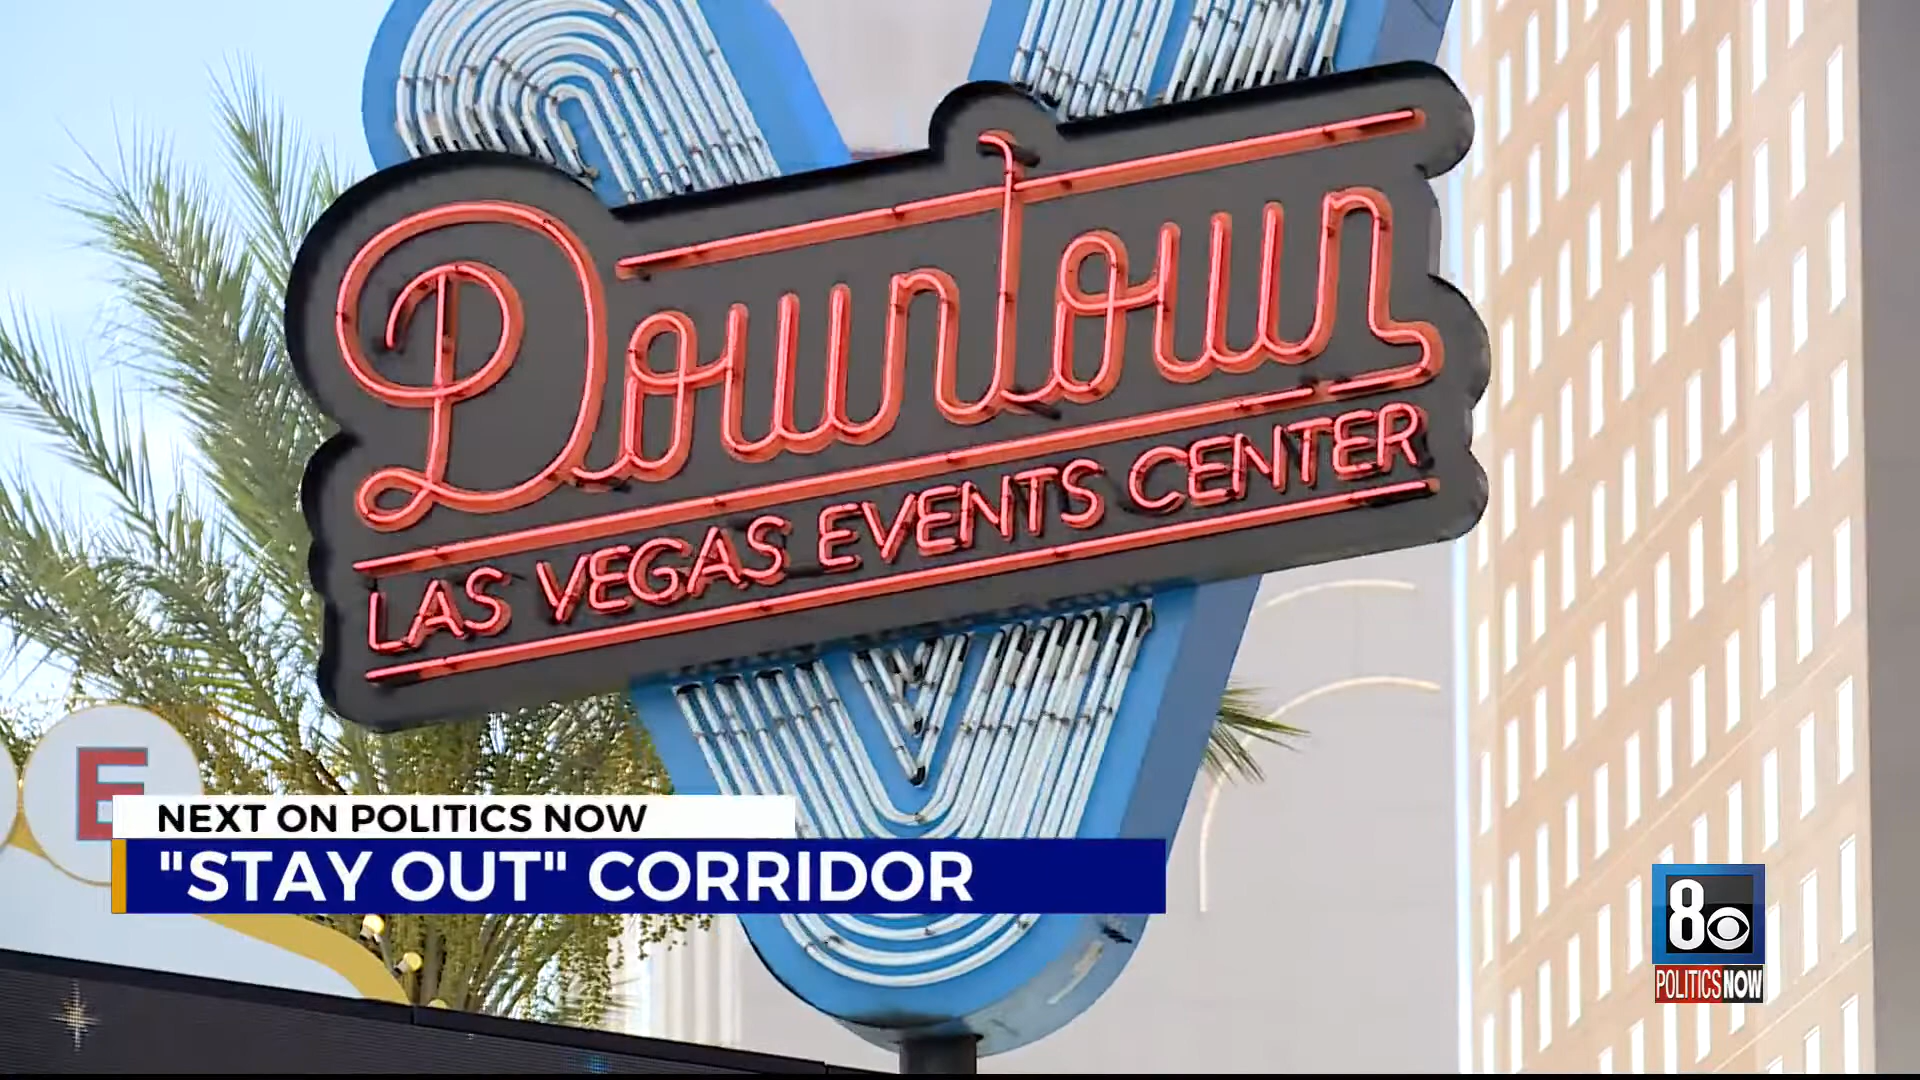 Downtown
LAS VEGAS EVENTS CENTER
E
NEXT ON POLITICS NOW
"STAY OUT" CORRIDOR
8
POLITICS NOW